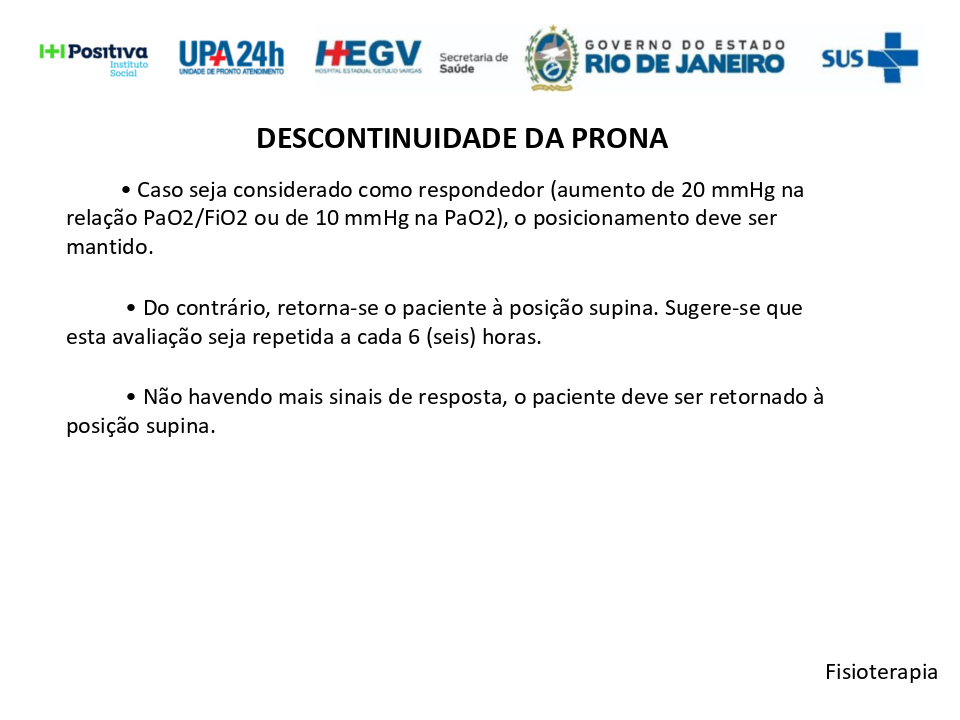 Positiva
Instituto
Social
UPA 24h
UNIDADE DE PRONTO ATENDIMENTO
HEGV
HOSPITAL ESTADUAL GETULIO VARGAS
Secretaria de
Saúde
GOVERNO DO ESTADO
RIO DE JANEIRO
SUS
DESCONTINUIDADE DA PRONA
• Caso seja considerado como respondedor (aumento de 20 mmHg na
relação PaO2/FiO2 ou de 10 mmHg na PaO2), o posicionamento deve ser
mantido.
• Do contrário, retorna-se o paciente à posição supina. Sugere-se que
esta avaliação seja repetida a cada 6 (seis) horas.
• Não havendo mais sinais de resposta, o paciente deve ser retornado à
posição supina.
Fisioterapia